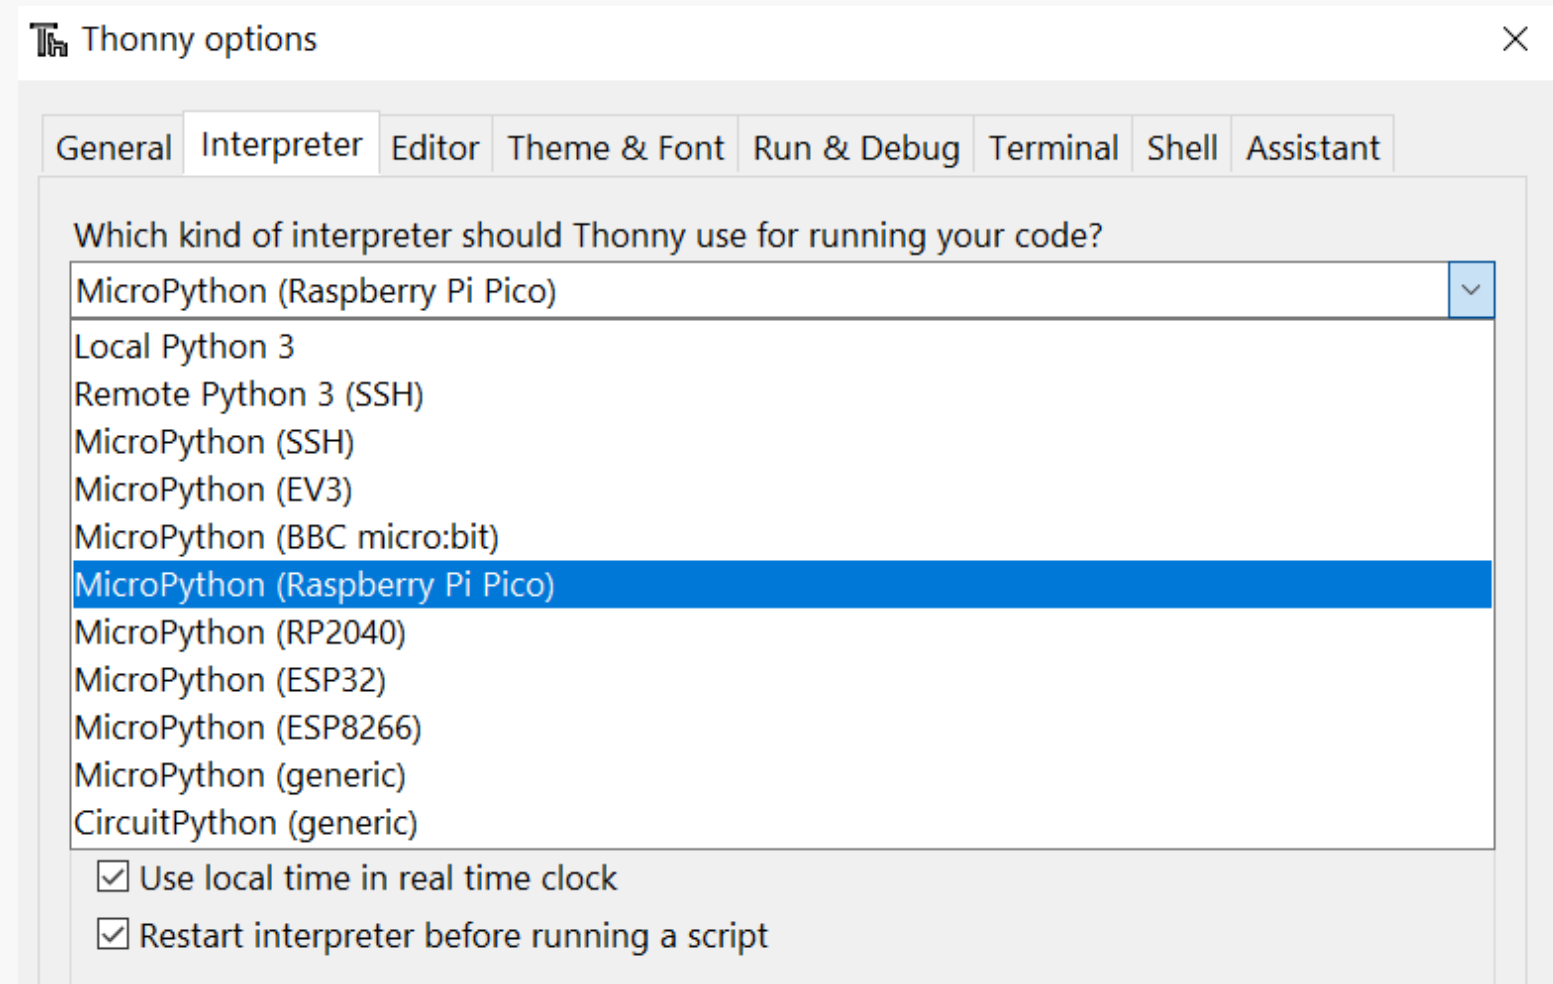 Thonny options
General Interpreter Editor Theme & Font Run & Debug Terminal Shell Assistant
Which kind of interpreter should Thonny use for running your code?
MicroPython (Raspberry Pi Pico)
Local Python 3
Remote Python 3 (SSH)
MicroPython (SSH)
MicroPython (EV3)
MicroPython (BBC micro:bit)
MicroPython (Raspberry Pi Pico)
MicroPython (RP2040)
MicroPython (ESP32)
MicroPython (ESP8266)
MicroPython (generic)
CircuitPython (generic)
Use local time in real time clock
Restart interpreter before running a script